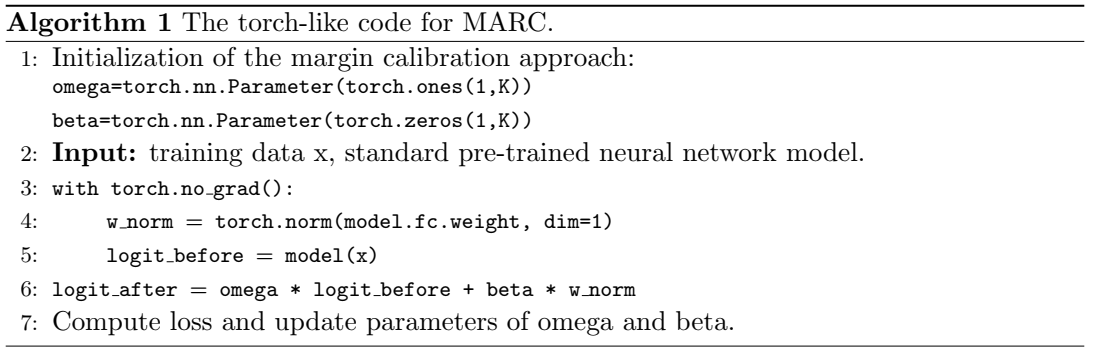 Algorithm 1 The torch-like code for MARC.
1: Initialization of the margin calibration approach:
omega=torch.nn.Parameter(torch.ones(1,K))
beta=torch.nn.Parameter(torch.zeros(1,K))
2: Input: training data x, standard pre-trained neural network model.
3: with torch.no_grad():
4: w_norm = torch.norm(model.fc.weight, dim=1)
5: logit_before = model(x)
6: logit_after = omega * logit_before + beta * w_norm
7: Compute loss and update parameters of omega and beta.